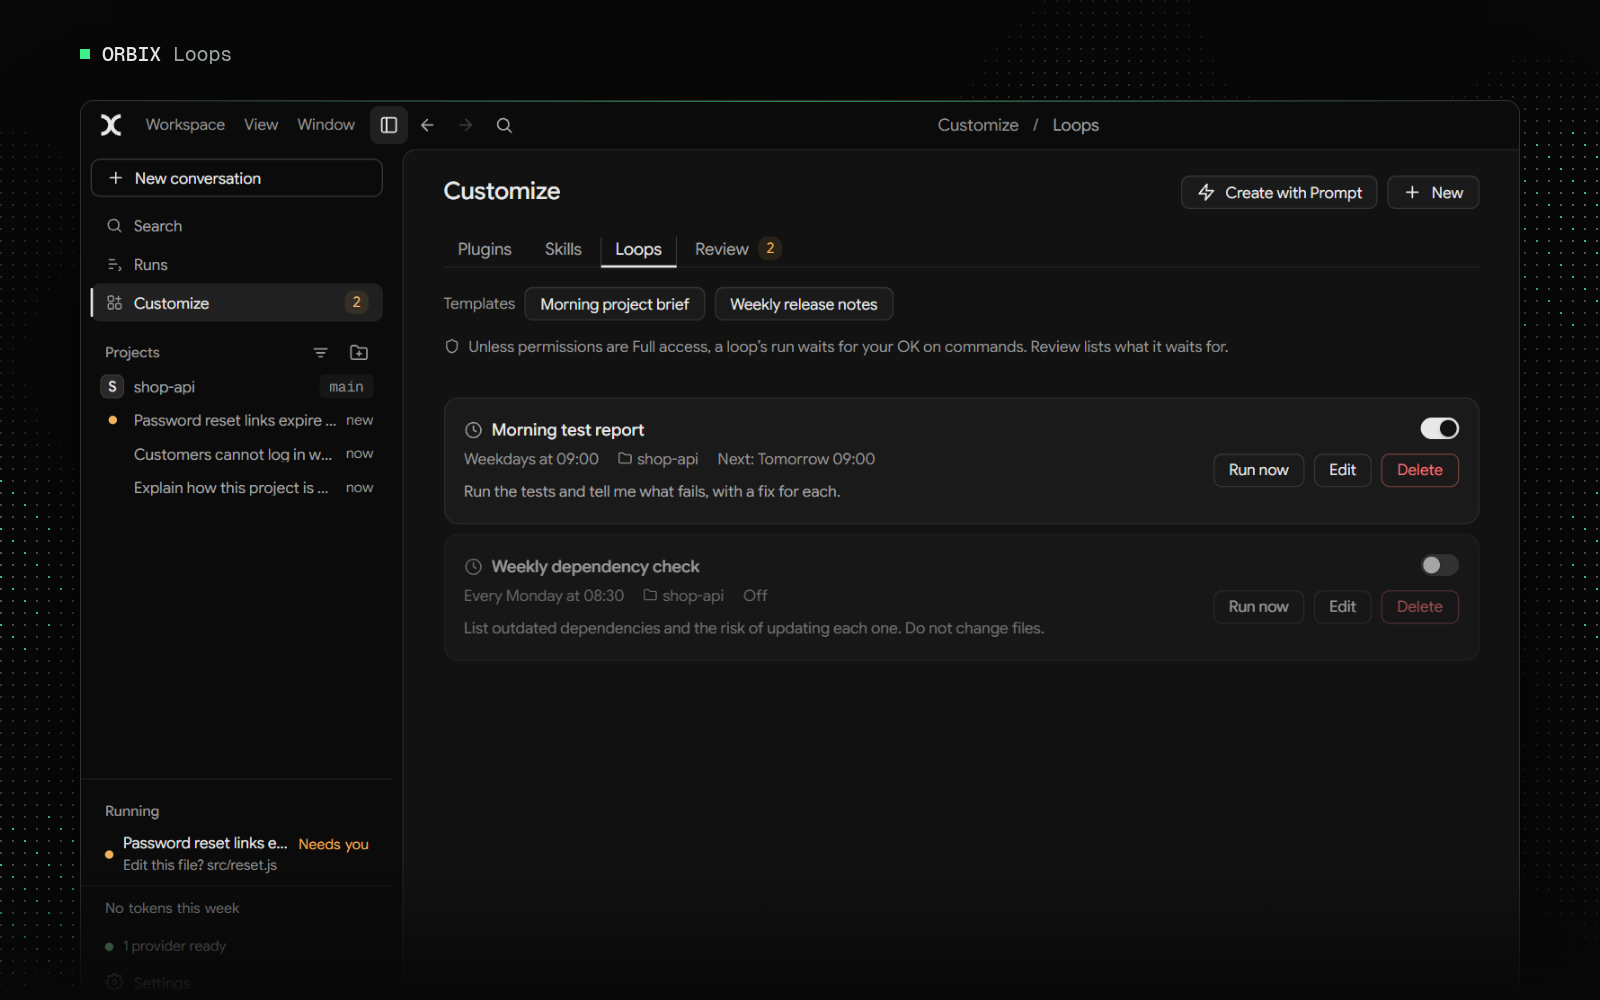 ORBIX Loops
Workspace View Window
Customize / Loops
New conversation
Search
Runs
Customize 2
Projects
S shop-api main
Password reset links expire ... new
Customers cannot log in w... now
Explain how this project is ... now
Running
Password reset links e... Needs you
Edit this file? src/reset.js
No tokens this week
1 provider ready
Settings
Customize
Create with Prompt
New
Plugins Skills Loops Review 2
Templates Morning project brief Weekly release notes
Unless permissions are Full access, a loop's run waits for your OK on commands. Review lists what it waits for.
Morning test report
Weekdays at 09:00 shop-api Next: Tomorrow 09:00
Run the tests and tell me what fails, with a fix for each.
Run now Edit Delete
Weekly dependency check
Every Monday at 08:30 shop-api Off
List outdated dependencies and the risk of updating each one. Do not change files.
Run now Edit Delete